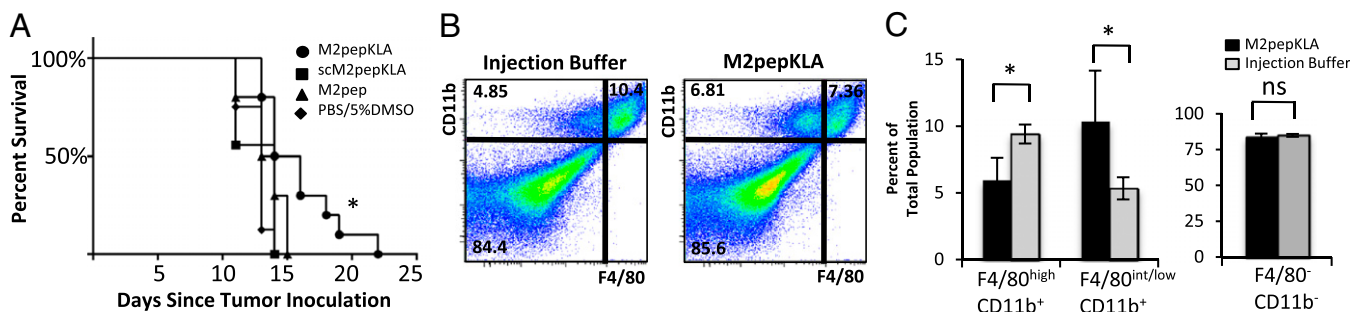 A
100%
50%
Percent Survival
5
10
15
20
25
Days Since Tumor Inoculation
M2pepKLA
scM2pepKLA
M2pep
PBS/5%DMSO
*
B
Injection Buffer
CD11b
4.85
10.4
84.4
F4/80
M2pepKLA
CD11b
6.81
7.36
85.6
F4/80
C
M2pepKLA
Injection Buffer
Percent of
Total Population
15
10
5
0
*
*
F4/80high
CD11b+
F4/80int/low
CD11b+
100
75
50
25
0
ns
F4/80-
CD11b-